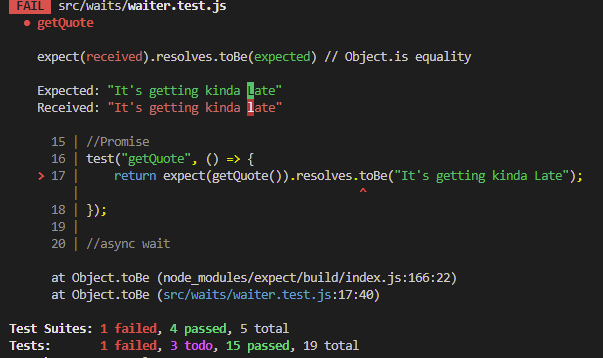 FAIL src/waits/waiter.test.js
● getQuote
expect(received).resolves.toBe(expected) // Object.is equality
Expected: "It's getting kinda Late"
Received: "It's getting kinda late"
15 | //Promise
16 | test("getQuote", () => {
> 17 | return expect(getQuote()).resolves.toBe("It's getting kinda Late");
| ^
18 | });
19 |
20 | //async wait
at Object.toBe (node_modules/expect/build/index.js:166:22)
at Object.toBe (src/waits/waiter.test.js:17:40)
Test Suites: 1 failed, 4 passed, 5 total
Tests: 1 failed, 3 todo, 15 passed, 19 total